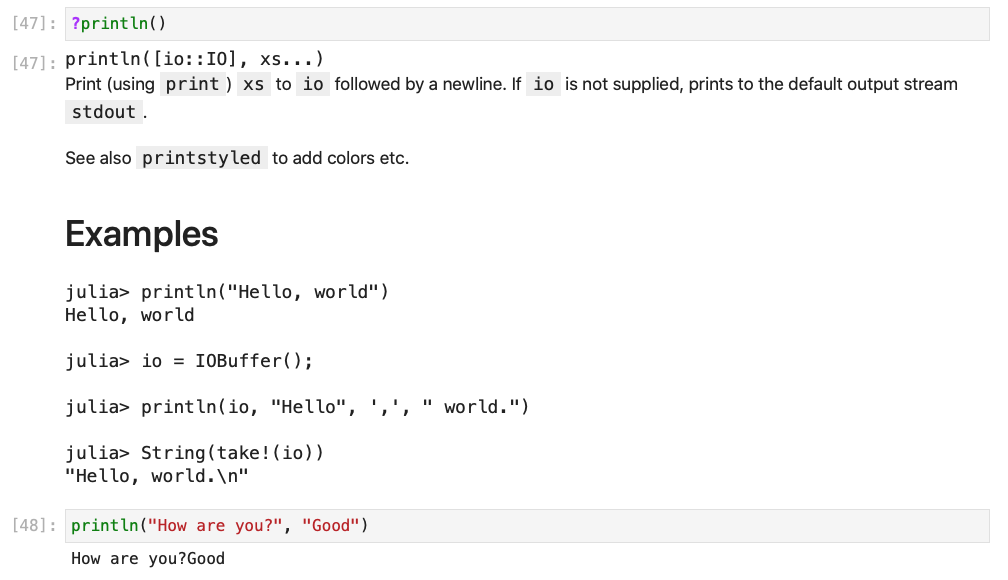 [47]: ?println()
[47]: println([io::IO], xs...)
Print (using print ) xs to io followed by a newline. If io is not supplied, prints to the default output stream
stdout .
See also printstyled to add colors etc.
Examples
julia> println("Hello, world")
Hello, world
julia> io = IOBuffer();
julia> println(io, "Hello", ',', " world.")
julia> String(take!(io))
"Hello, world.\n"
[48]: println("How are you?", "Good")
How are you?Good